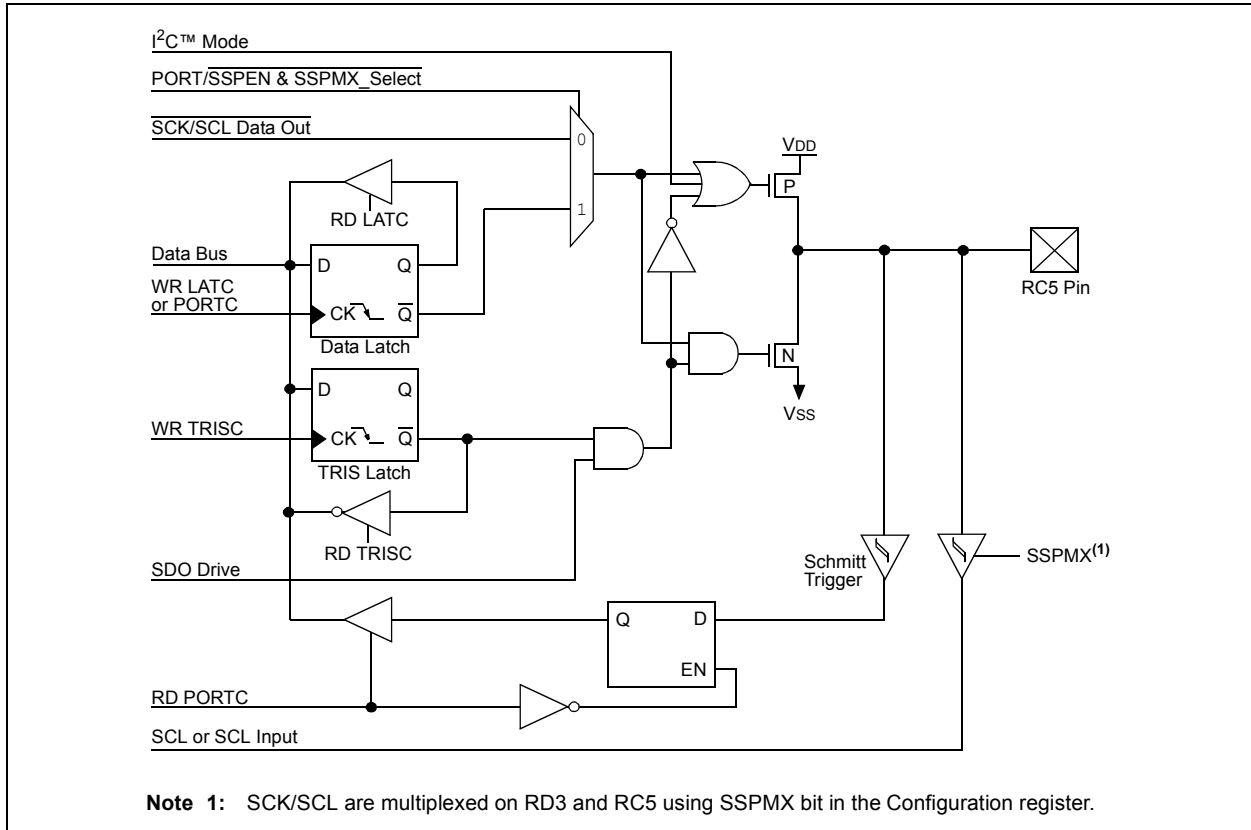 I²C™ Mode
PORT/SSPEN & SSPMX_Select
SCK/SCL Data Out
0
1
VDD
P
RD LATC
Data Bus
D Q
WR LATC
or PORTC
CK Q
Data Latch
RC5 Pin
N
VSS
D Q
WR TRISC
CK Q
TRIS Latch
RD TRISC
SDO Drive
Schmitt
Trigger
SSPMX(1)
Q D
EN
RD PORTC
SCL or SCL Input
Note 1: SCK/SCL are multiplexed on RD3 and RC5 using SSPMX bit in the Configuration register.